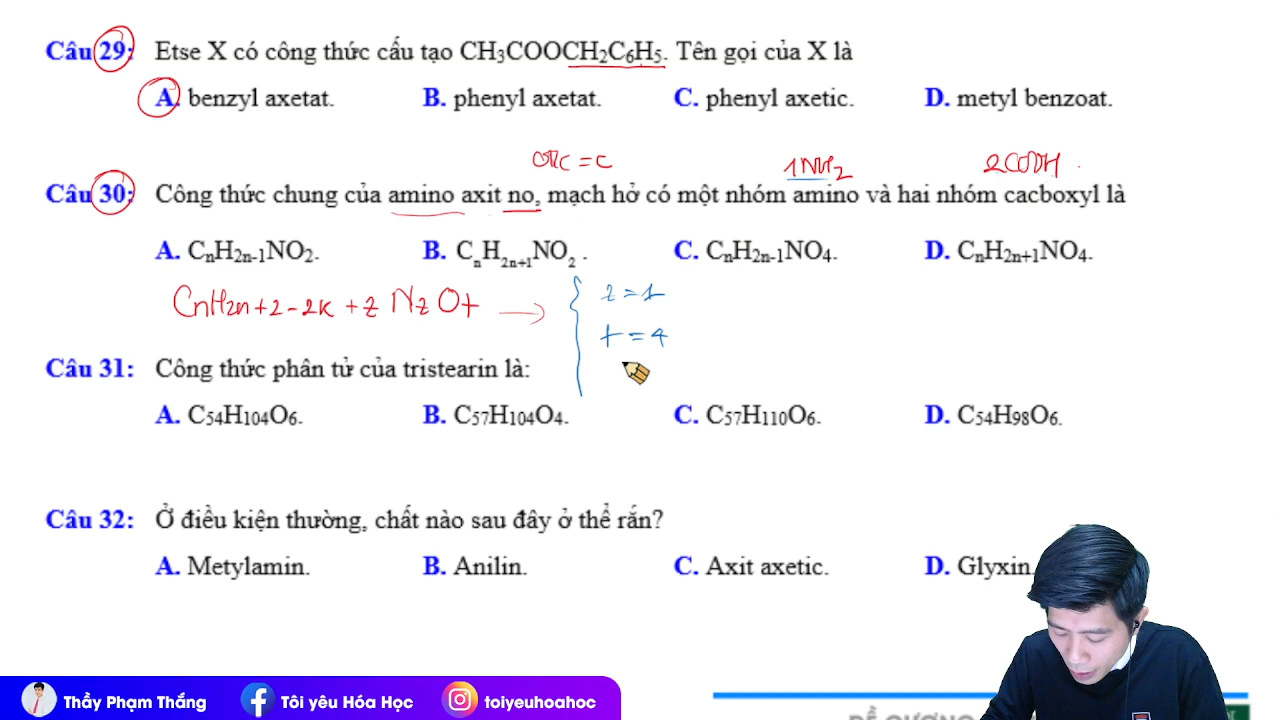 Câu 29: Etse X có công thức cấu tạo CH3COOCH2C6H5. Tên gọi của X là
A. benzyl axetat. B. phenyl axetat. C. phenyl axetic. D. metyl benzoat.
C = C 1NH2 2COOH
Câu 30: Công thức chung của amino axit no, mạch hở có một nhóm amino và hai nhóm cacboxyl là
A. CnH2n-1NO2. B. CnH2n+1NO2. C. CnH2n-1NO4. D. CnH2n+1NO4.
CnH2n+2-2k+z Nz Ot → { z = 1
t = 4
Câu 31: Công thức phân tử của tristearin là:
A. C54H104O6. B. C57H104O4. C. C57H110O6. D. C54H98O6.
Câu 32: Ở điều kiện thường, chất nào sau đây ở thể rắn?
A. Metylamin. B. Anilin. C. Axit axetic. D. Glyxin
Thầy Phạm Thắng Tôi yêu Hóa Học toiyeuhoahoc
ĐỀ CƯƠNG